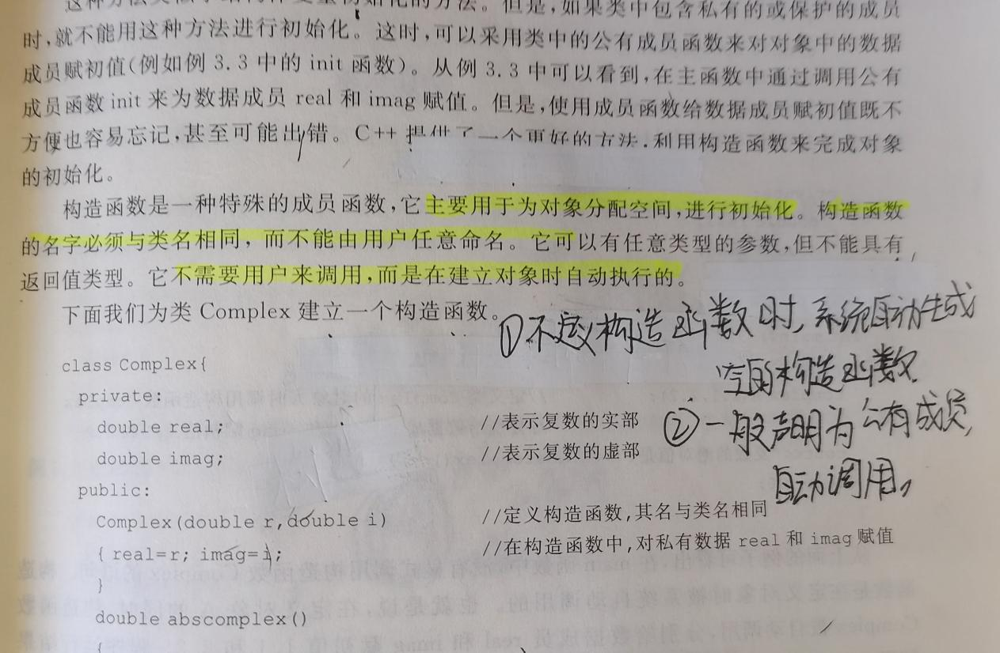 这种方法类似于结构体变量初始化的方法。但是,如果类中包含私有的或保护的成员
时,就不能用这种方法进行初始化。这时,可以采用类中的公有成员函数来对对象中的数据
成员赋初值(例如例 3.3 中的 init 函数)。从例 3.3 中可以看到,在主函数中通过调用公有
成员函数 init 来为数据成员 real 和 imag 赋值。但是,使用成员函数给数据成员赋初值既不
方便也容易忘记,甚至可能出错。C++ 提供了一个更好的方法,利用构造函数来完成对象
的初始化。
构造函数是一种特殊的成员函数,它主要用于为对象分配空间,进行初始化。构造函数
的名字必须与类名相同,而不能由用户任意命名。它可以有任意类型的参数,但不能具有
返回值类型。它不需要用户来调用,而是在建立对象时自动执行的。
下面我们为类 Complex 建立一个构造函数。
①不定义构造函数时,系统自动生成
空的构造函数.
class Complex{
private:
double real; //表示复数的实部
②一般声明为公有成员,
double imag; //表示复数的虚部
自动调用,
public:
Complex(double r,double i) //定义构造函数,其名与类名相同
{ real=r; imag=i; //在构造函数中,对私有数据 real 和 imag 赋值
}
double abscomplex()
{